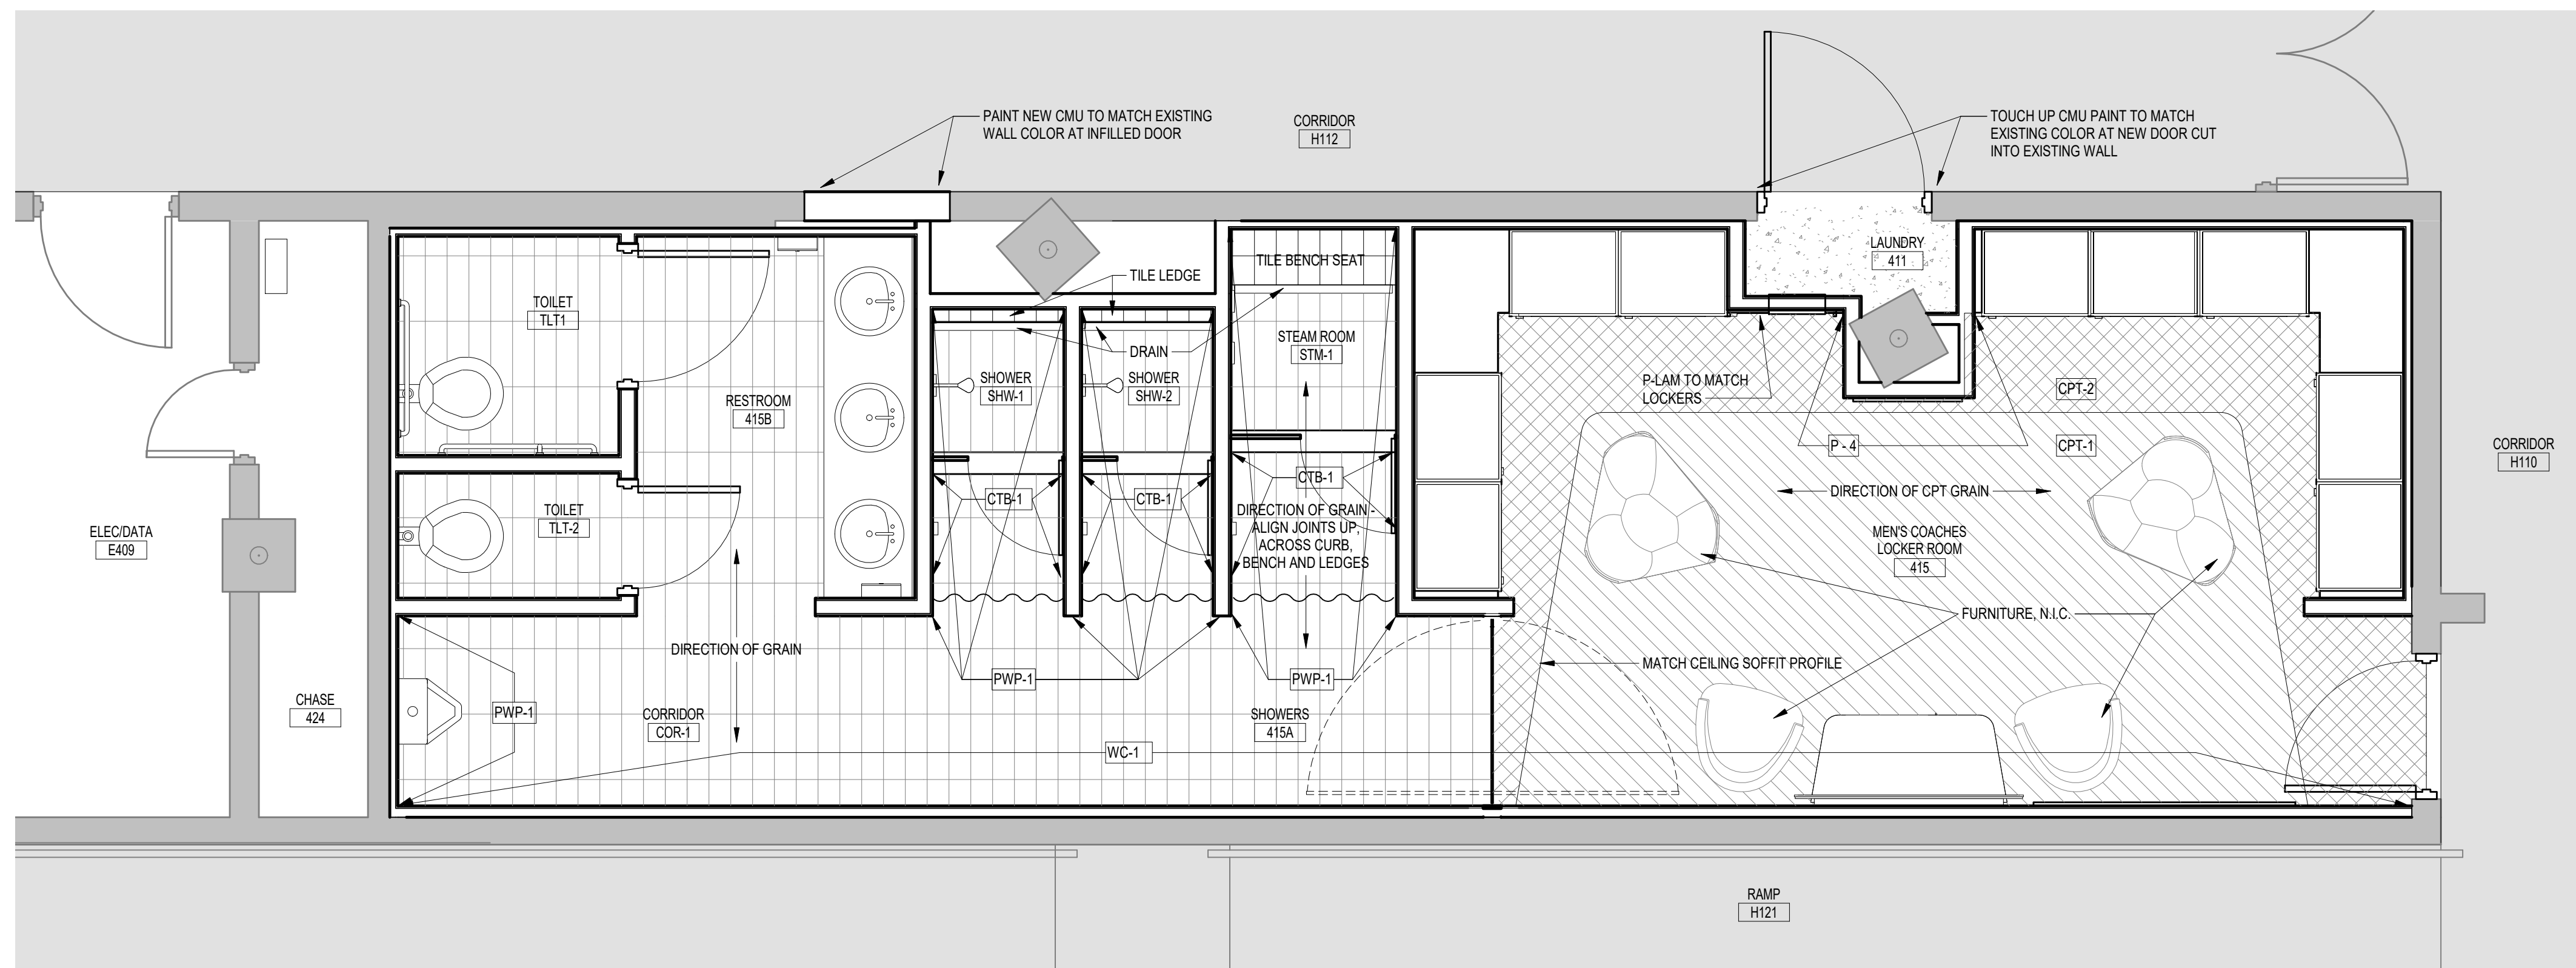 PAINT NEW CMU TO MATCH EXISTING
WALL COLOR AT INFILLED DOOR
CORRIDOR
H112
TOUCH UP CMU PAINT TO MATCH
EXISTING COLOR AT NEW DOOR CUT
INTO EXISTING WALL
LAUNDRY
411
TILE BENCH SEAT
TILE LEDGE
TOILET
TLT1
STEAM ROOM
STM-1
DRAIN
SHOWER
SHW-1
SHOWER
SHW-2
P-LAM TO MATCH
LOCKERS
CPT-2
RESTROOM
415B
P - 4
CPT-1
CORRIDOR
H110
CTB-1
CTB-1
CTB-1
DIRECTION OF CPT GRAIN
TOILET
TLT-2
DIRECTION OF GRAIN -
ALIGN JOINTS UP,
ACROSS CURB,
BENCH AND LEDGES
ELEC/DATA
E409
MEN'S COACHES
LOCKER ROOM
415
FURNITURE, N.I.C.
DIRECTION OF GRAIN
MATCH CEILING SOFFIT PROFILE
PWP-1
PWP-1
CHASE
424
PWP-1
CORRIDOR
COR-1
SHOWERS
415A
WC-1
RAMP
H121